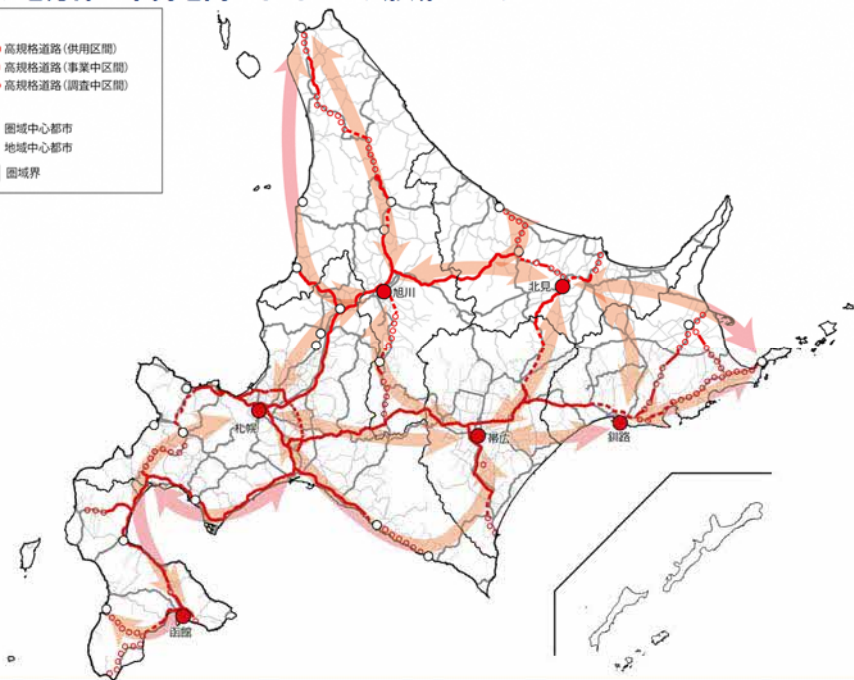 高規格道路(供用区間)
高規格道路(事業中区間)
高規格道路(調査中区間)
圏域中心都市
地域中心都市
圏域界
旭川
北見
札幌
帯広
釧路
函館